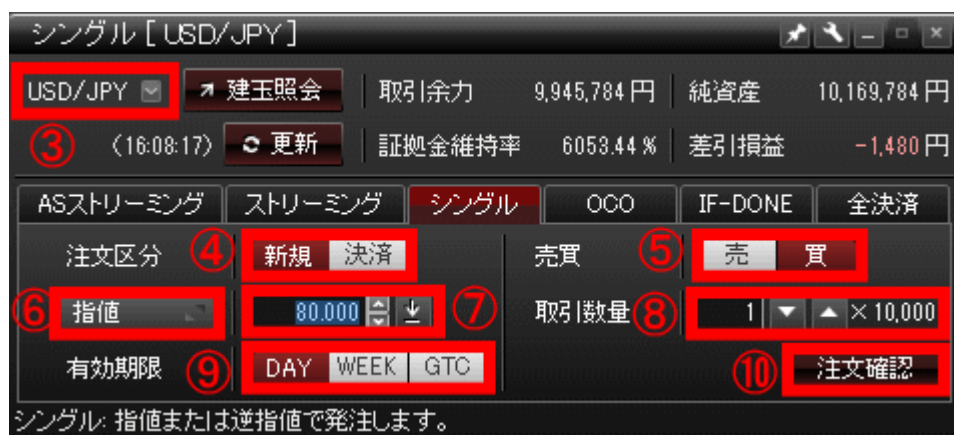 シングル [ USD/JPY ]
USD/JPY 建玉照会 取引余力 9,945,784 円 純資産 10,169,784 円
③ (16:08:17) 更新 証拠金維持率 6053.44 % 差引損益 -1,480 円
ASストリーミング ストリーミング シングル OCO IF-DONE 全決済
注文区分 ④ 新規 決済 売買 ⑤ 売 買
⑥ 指値 80.000 ⑦ 取引数量 ⑧ 1 × 10,000
有効期限 ⑨ DAY WEEK GTC ⑩ 注文確認
シングル: 指値または逆指値で発注します。